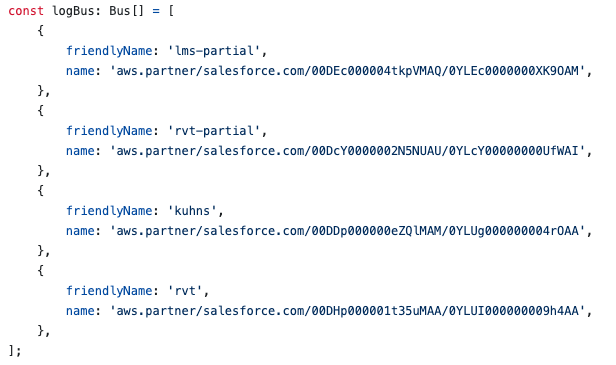 const logBus: Bus[] = [
    {
        friendlyName: 'lms-partial',
        name: 'aws.partner/salesforce.com/00DEc000004tkpVMAQ/0YLEc0000000XK9OAM',
    },
    {
        friendlyName: 'rvt-partial',
        name: 'aws.partner/salesforce.com/00DcY0000002N5NUAU/0YLcY00000000UfWAI',
    },
    {
        friendlyName: 'kuhns',
        name: 'aws.partner/salesforce.com/00DDp000000eZQlMAM/0YLUg000000004rOAA',
    },
    {
        friendlyName: 'rvt',
        name: 'aws.partner/salesforce.com/00DHp000001t35uMAA/0YLUI000000009h4AA',
    },
];